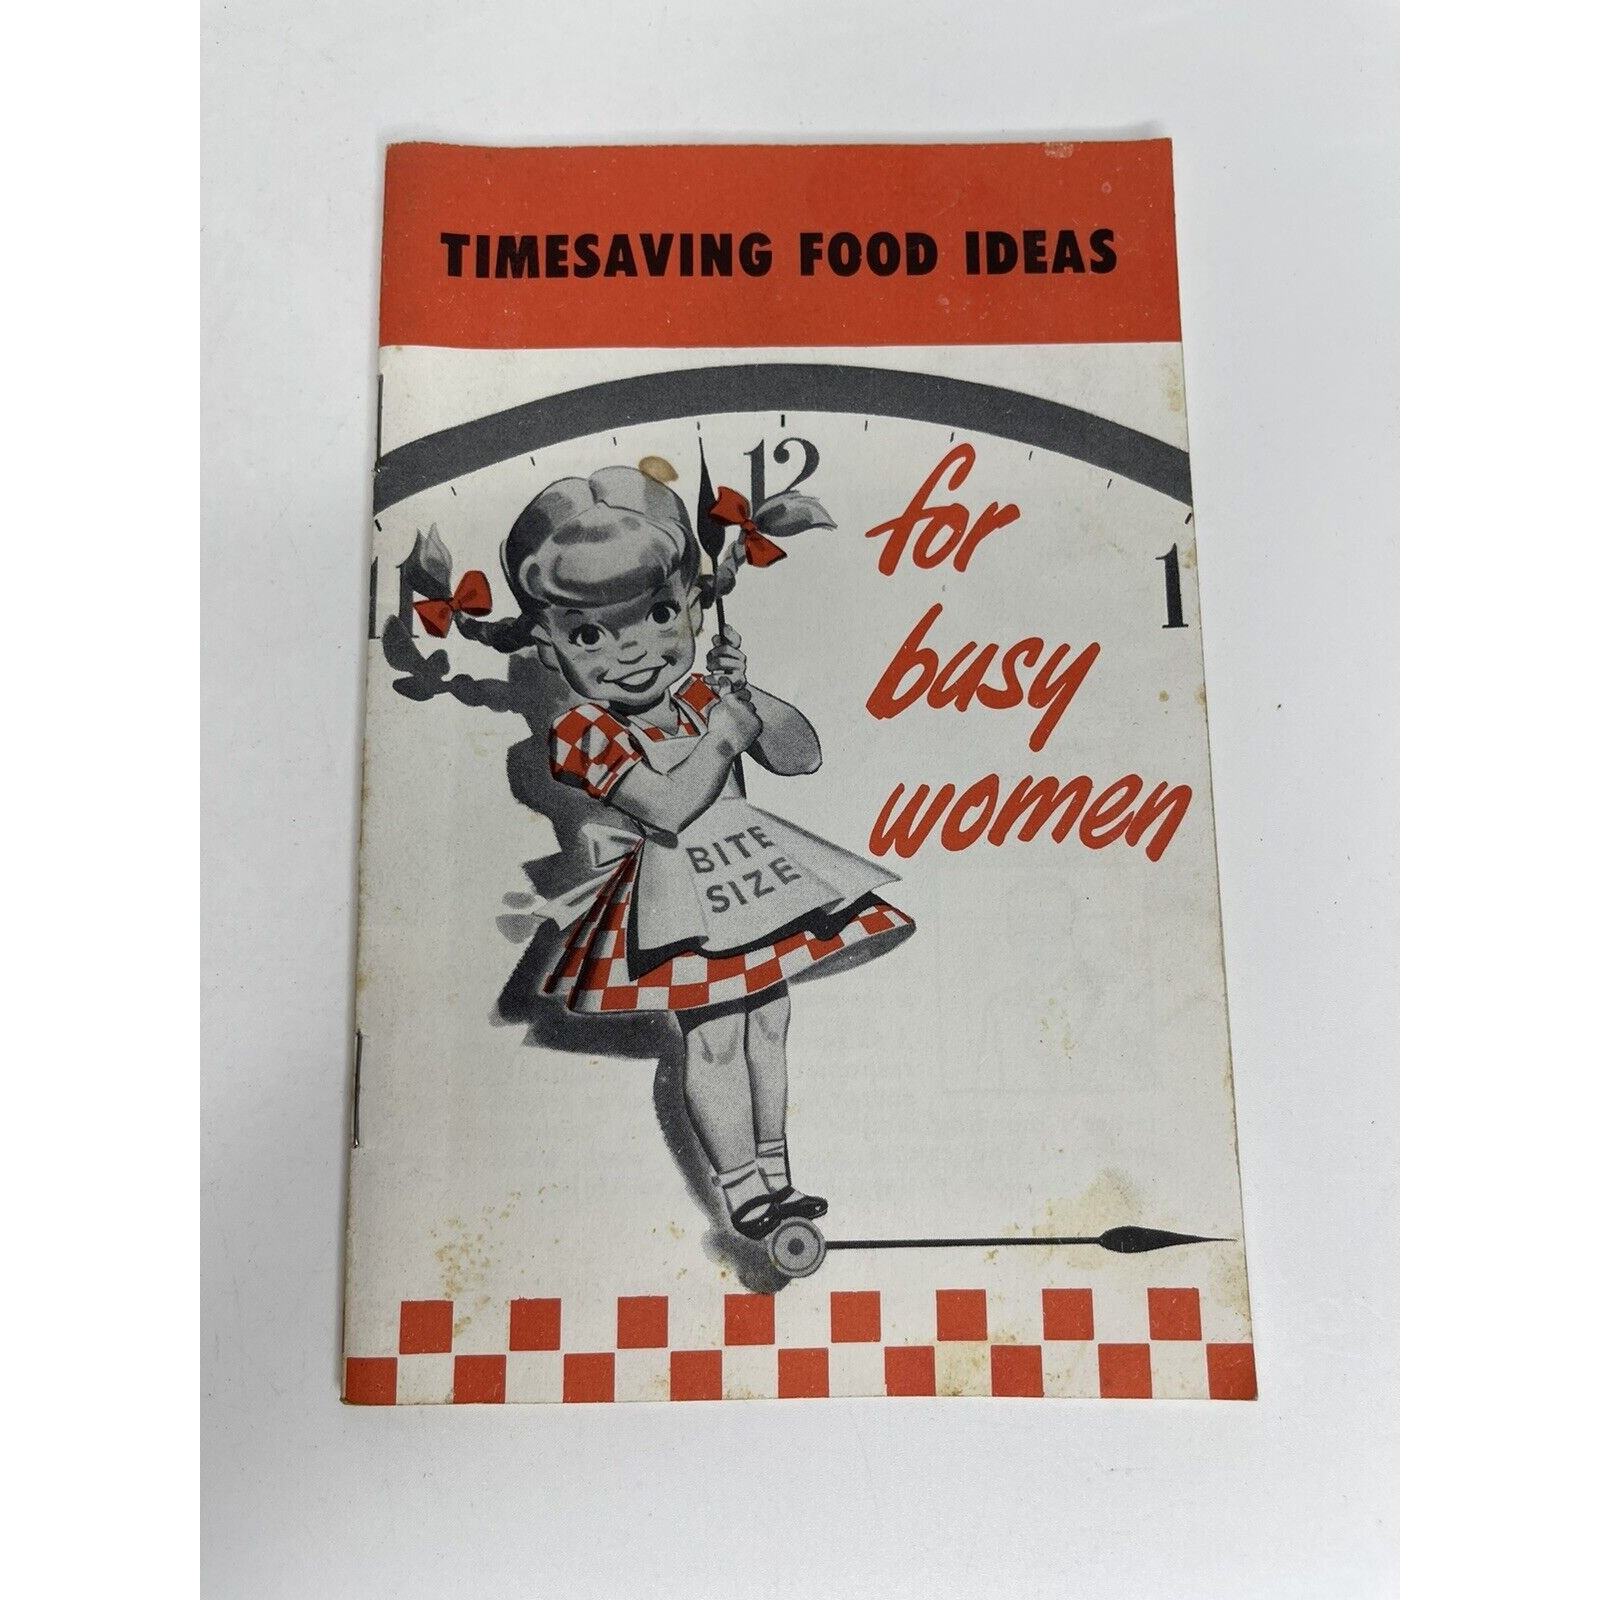 TIMESAVING FOOD IDEAS
11
12
1
for
busy
women
BITE
SIZE